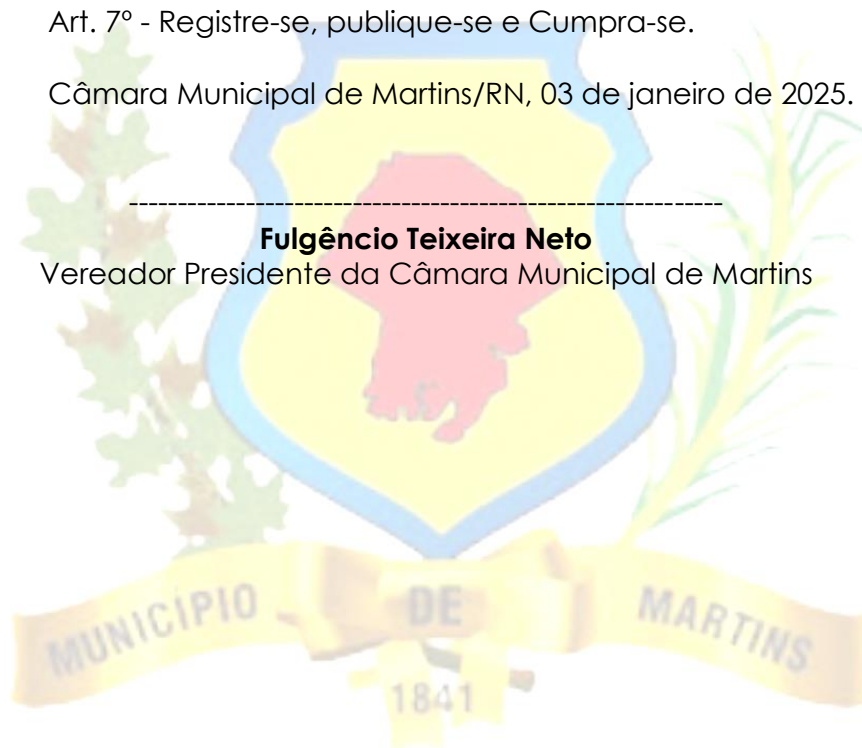 Art. 7º - Registre-se, publique-se e Cumpra-se.
Câmara Municipal de Martins/RN, 03 de janeiro de 2025.
-------------------------------------------------------------
Fulgêncio Teixeira Neto
Vereador Presidente da Câmara Municipal de Martins
MUNICÍPIO DE MARTINS
1841